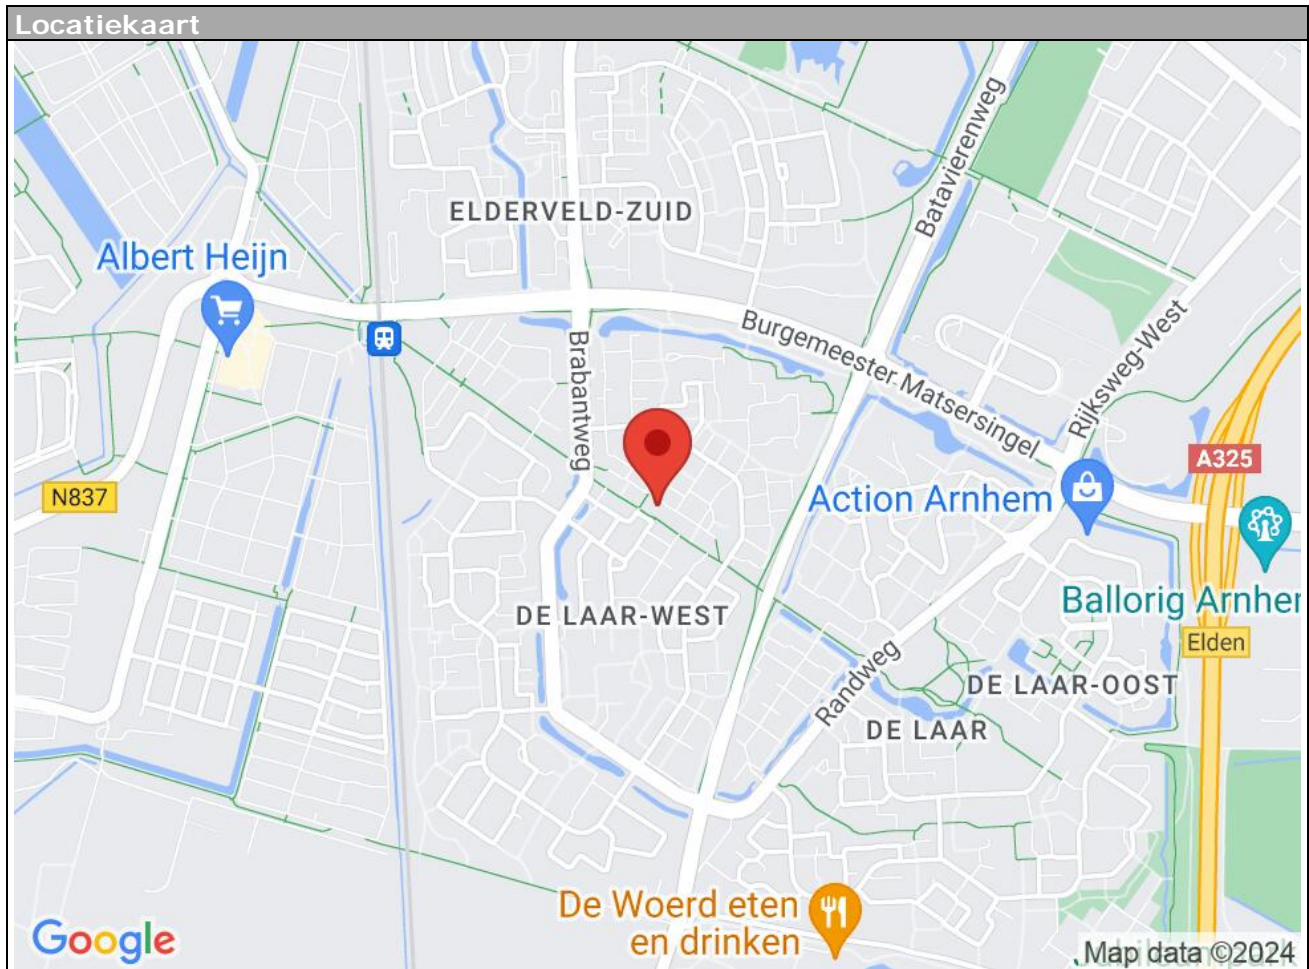 Locatiekaart
Batavierenweg
ELDERVELD-ZUID
Albert Heijn
Burgemeester Matsersingel
Rijksweg-West
Brabantweg
A325
N837
Action Arnhem
Ballorig Arnhe
DE LAAR-WEST
Elden
Randweg
DE LAAR-OOST
DE LAAR
De Woerd eten
en drinken
Google
Map data ©2024